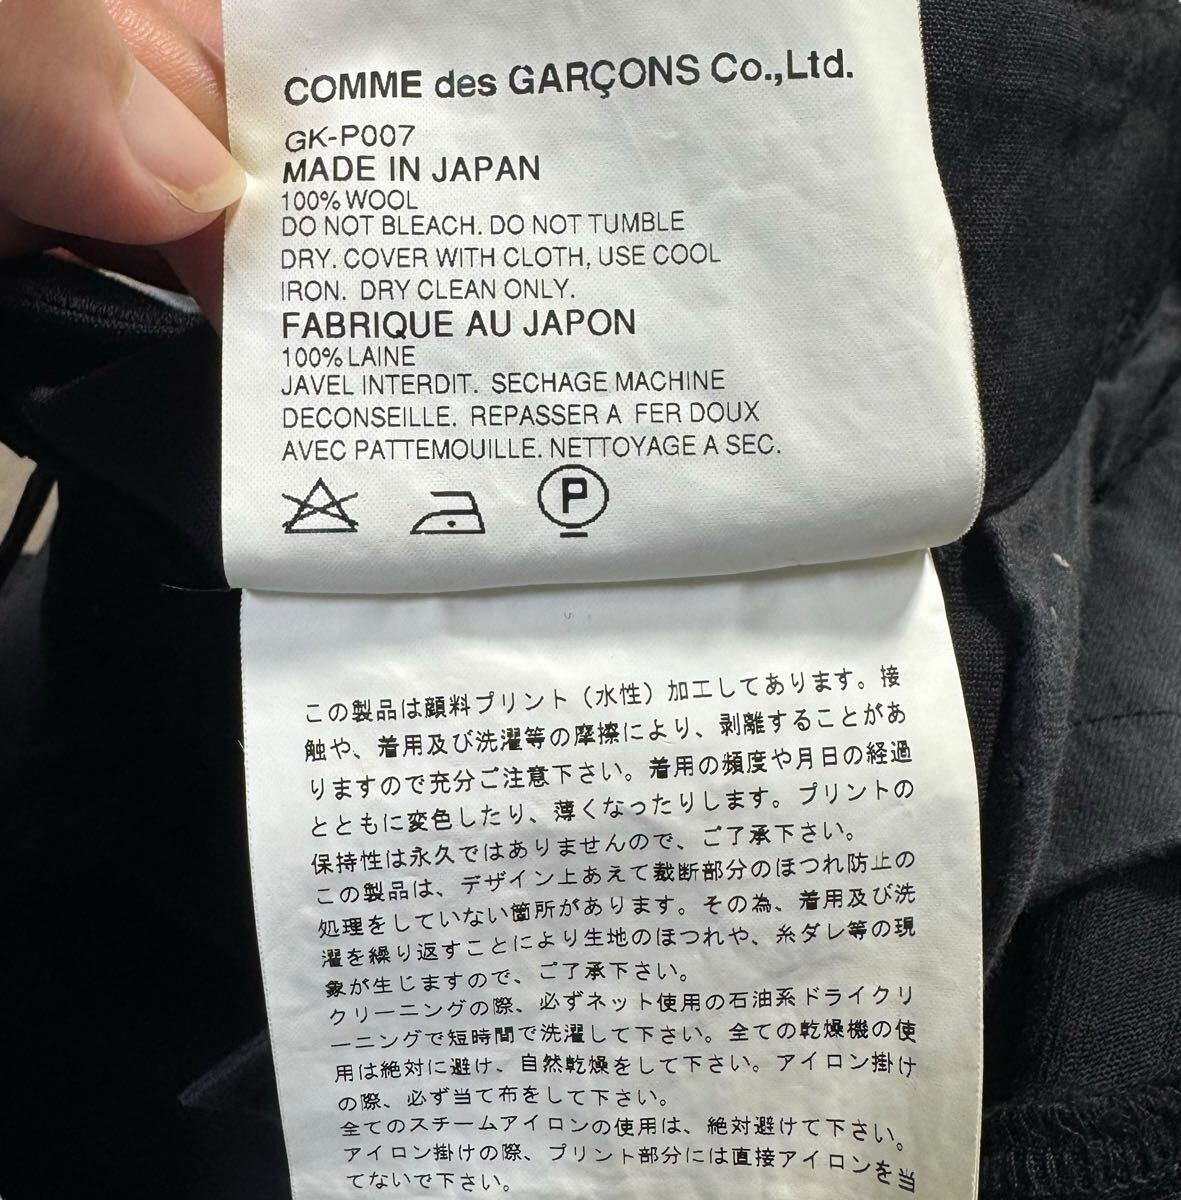 COMME des GARÇONS Co.,Ltd.
GK-P007
MADE IN JAPAN
100% WOOL
DO NOT BLEACH. DO NOT TUMBLE
DRY. COVER WITH CLOTH, USE COOL
IRON. DRY CLEAN ONLY.
FABRIQUE AU JAPON
100% LAINE
JAVEL INTERDIT. SECHAGE MACHINE
DECONSEILLE. REPASSER A FER DOUX
AVEC PATTEMOUILLE. NETTOYAGE A SEC.
P
この製品は顔料プリント（水性）加工してあります。接
触や、着用及び洗濯等の摩擦により、剥離することがあ
りますので充分ご注意下さい。着用の頻度や月日の経過
とともに変色したり、薄くなったりします。プリントの
保持性は永久ではありませんので、ご了承下さい。
この製品は、デザイン上あえて裁断部分のほつれ防止の
処理をしていない箇所があります。その為、着用及び洗
濯を繰り返すことにより生地のほつれや、糸ダレ等の現
象が生じますので、ご了承下さい。
クリーニングの際、必ずネット使用の石油系ドライクリ
ーニングで短時間で洗濯して下さい。全ての乾燥機の使
用は絶対に避け、自然乾燥をして下さい。アイロン掛け
の際、必ず当て布をして下さい。
全てのスチームアイロンの使用は、絶対避けて下さい。
アイロン掛けの際、プリント部分には直接アイロンを当
てないで下さい。